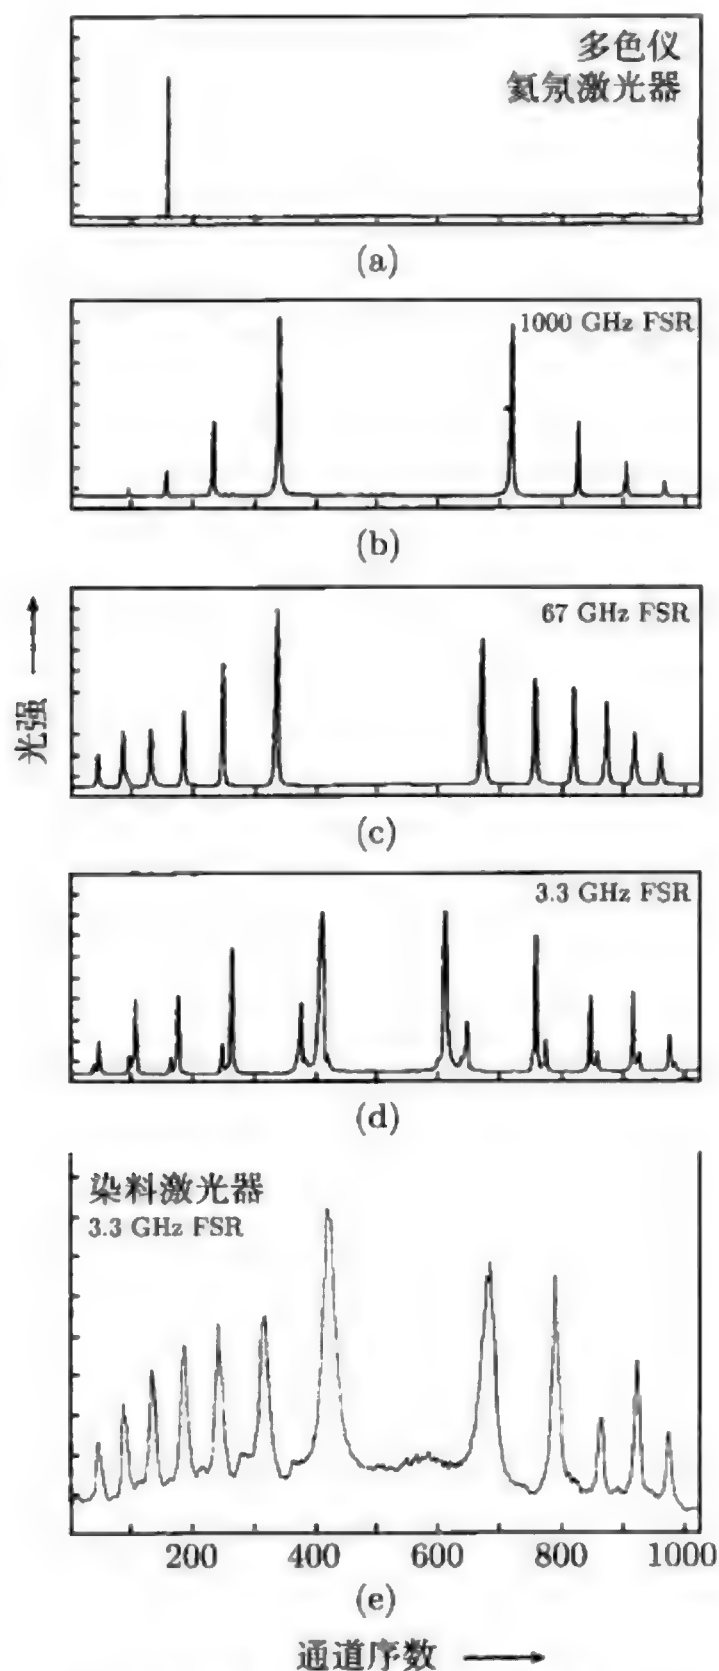 多色仪
氦氖激光器
(a)
1000 GHz FSR
(b)
67 GHz FSR
(c)
光强
3.3 GHz FSR
(d)
染料激光器
3.3 GHz FSR
200 400 600 800 1000
(e)
通道序数